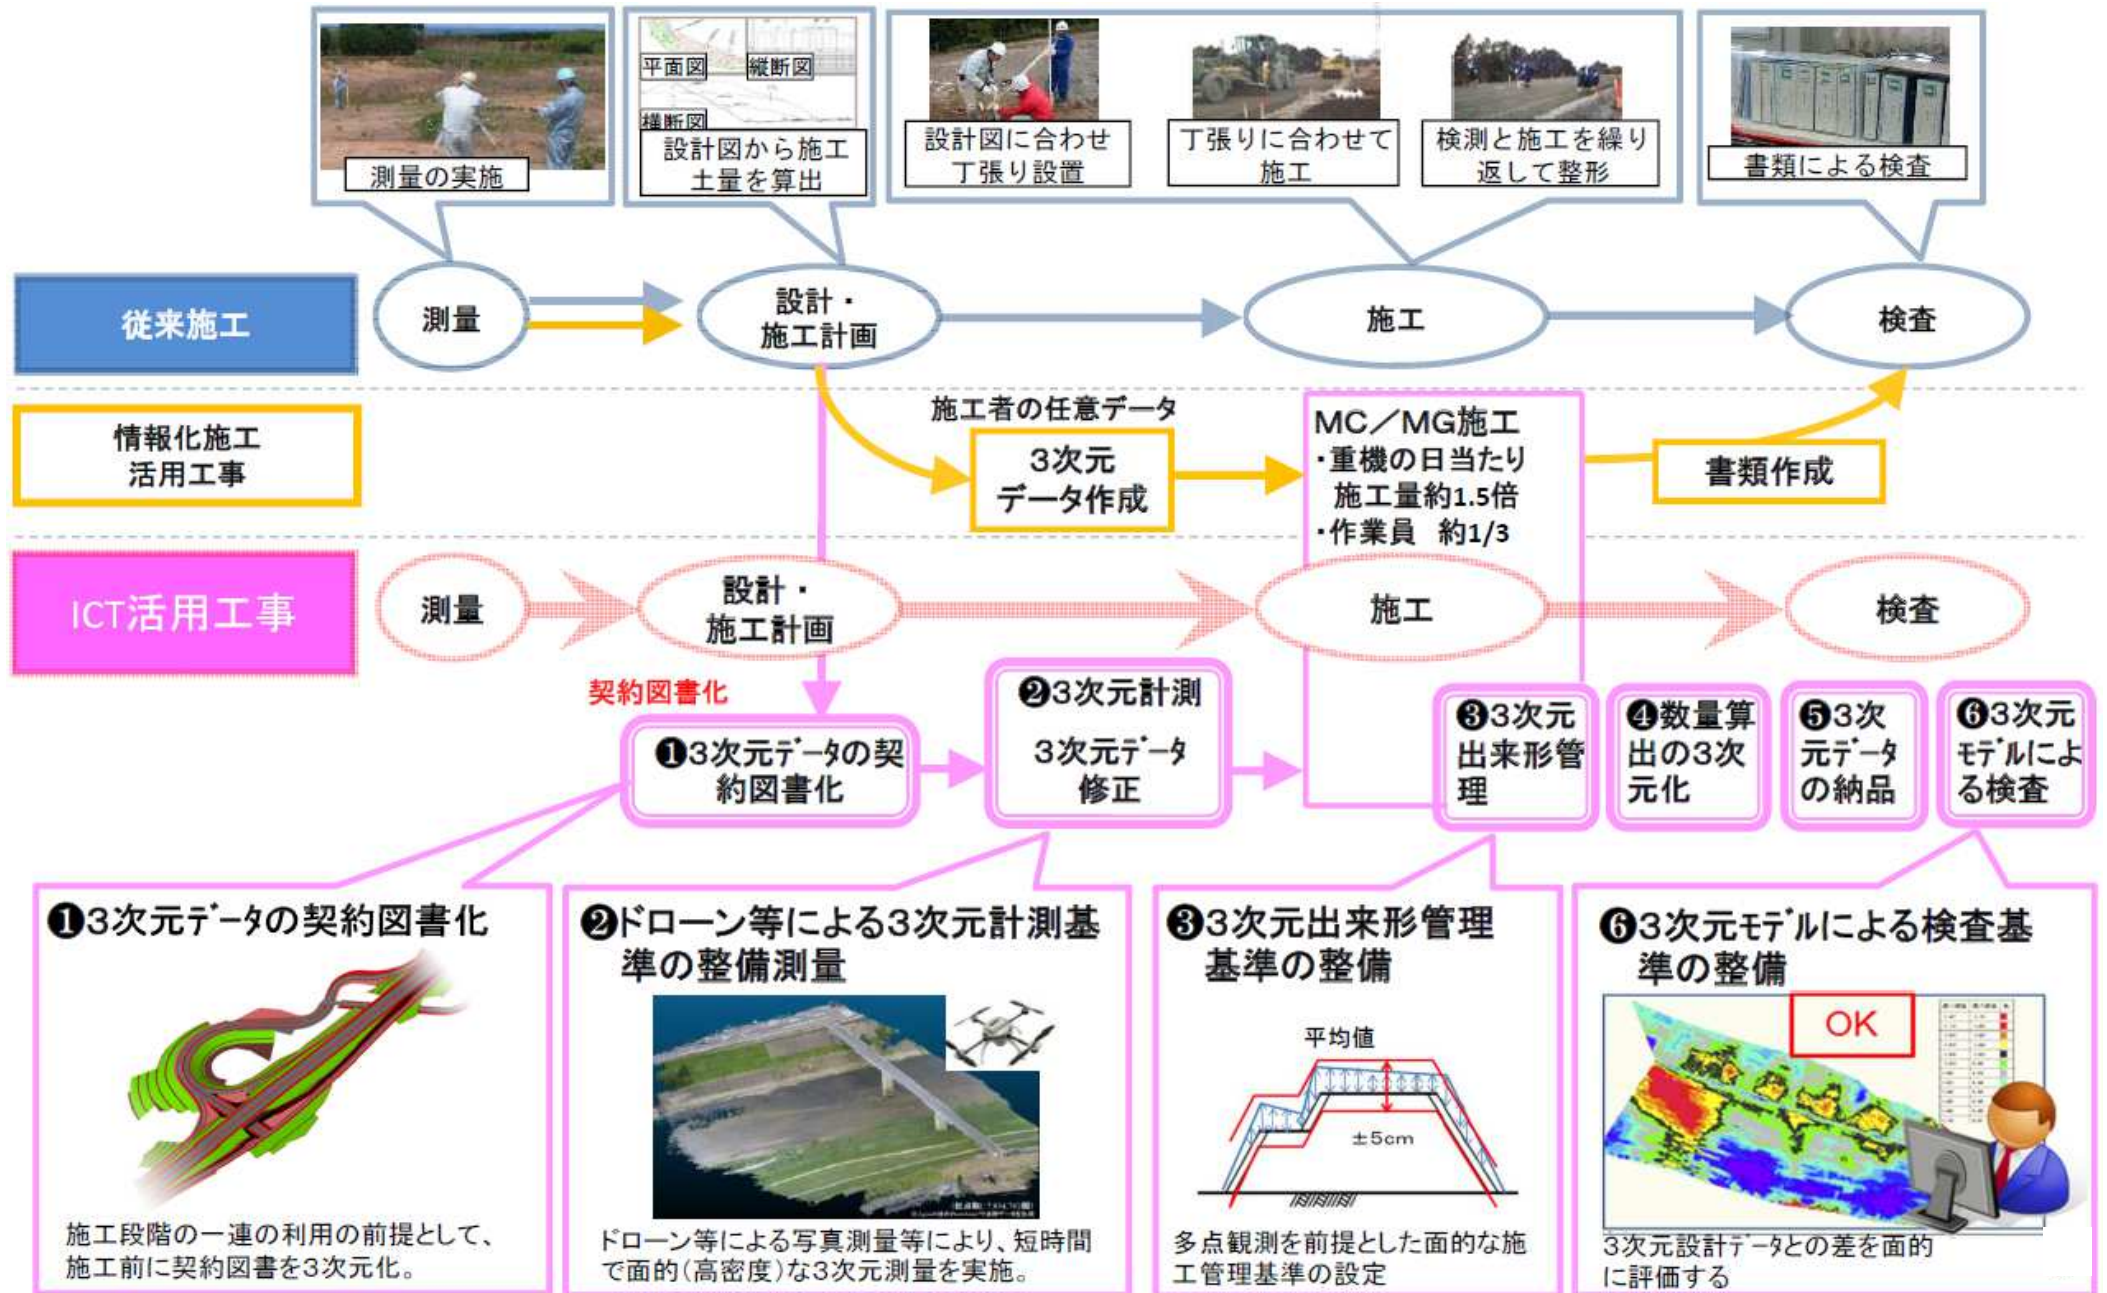 平面図
縦断図
横断図
測量の実施
設計図から施工
土量を算出
設計図に合わせ
丁張り設置
丁張りに合わせて
施工
検測と施工を繰り
返して整形
書類による検査
従来施工
測量
設計・
施工計画
施工
検査
情報化施工
活用工事
施工者の任意データ
3次元
データ作成
MC/MG施工
・重機の日当たり
施工量約1.5倍
・作業員 約1/3
書類作成
ICT活用工事
測量
設計・
施工計画
施工
検査
契約図書化
❶3次元データの契
約図書化
❷3次元計測
3次元データ
修正
❸3次元
出来形管
理
❹数量算
出の3次
元化
❺3次
元データ
の納品
❻3次元
モデルによ
る検査
❶3次元データの契約図書化
施工段階の一連の利用の前提として、
施工前に契約図書を3次元化。
❷ドローン等による3次元計測基
準の整備測量
ドローン等による写真測量等により、短時間
で面的(高密度)な3次元測量を実施。
❸3次元出来形管理
基準の整備
平均値
±5cm
多点観測を前提とした面的な施
工管理基準の設定
❻3次元モデルによる検査基
準の整備
OK
3次元設計データとの差を面的
に評価する